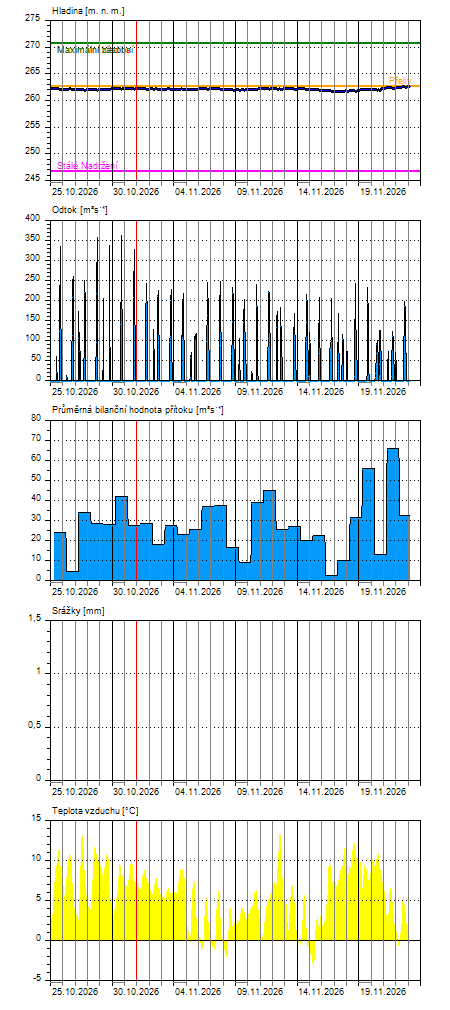 Hladina [m. n. m.]
275
270
Maximální
265
Přeliv
260
255
250
Stálé Nadržení
245
25.10.2026 30.10.2026 04.11.2026 09.11.2026 14.11.2026 19.11.2026
Odtok [m³s⁻¹]
400
350
300
250
200
150
100
50
0
25.10.2026 30.10.2026 04.11.2026 09.11.2026 14.11.2026 19.11.2026
Průměrná bilanční hodnota přítoku [m³s⁻¹]
80
70
60
50
40
30
20
10
0
25.10.2026 30.10.2026 04.11.2026 09.11.2026 14.11.2026 19.11.2026
Srážky [mm]
1,5
1
0,5
0
25.10.2026 30.10.2026 04.11.2026 09.11.2026 14.11.2026 19.11.2026
Teplota vzduchu [°C]
15
10
5
0
-5
25.10.2026 30.10.2026 04.11.2026 09.11.2026 14.11.2026 19.11.2026